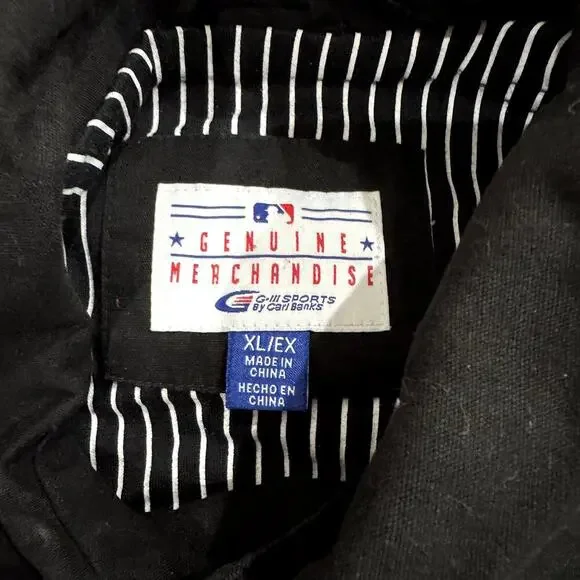 GENUINE
MERCHANDISE
G-III SPORTS
By Carl Banks
XL/EX
MADE IN
CHINA
HECHO EN
CHINA